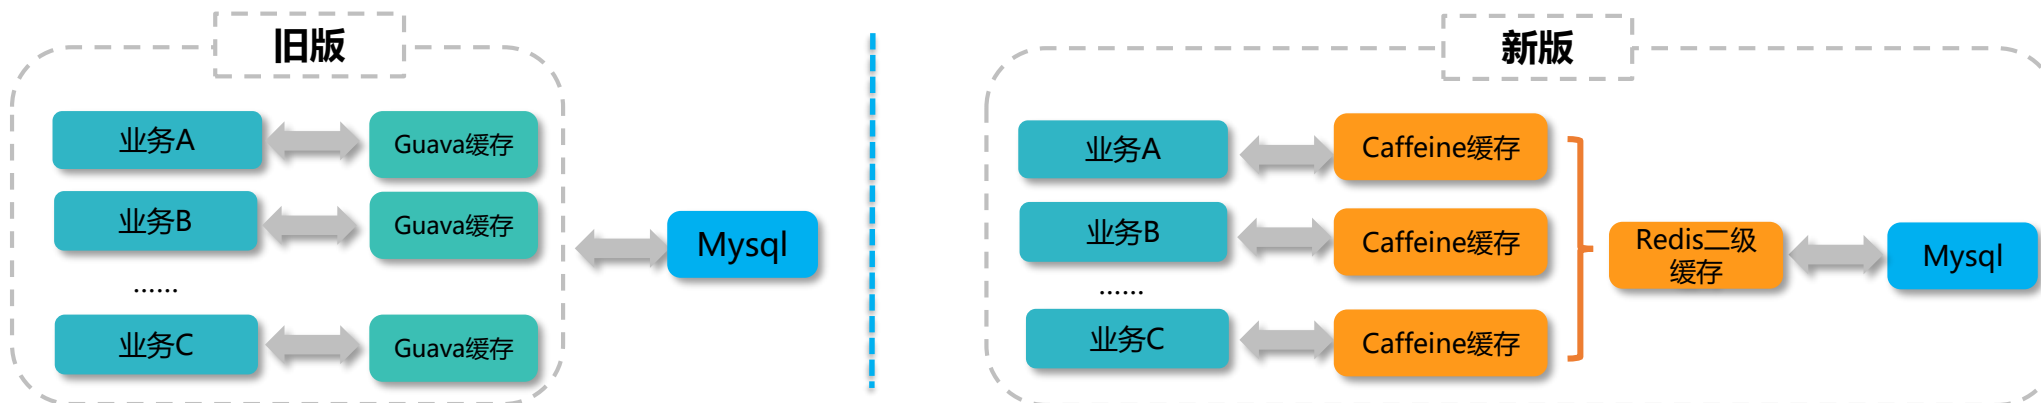 旧版
业务A
Guava缓存
业务B
Guava缓存
......
业务C
Guava缓存
Mysql
新版
业务A
Caffeine缓存
业务B
Caffeine缓存
......
业务C
Caffeine缓存
Redis二级
缓存
Mysql